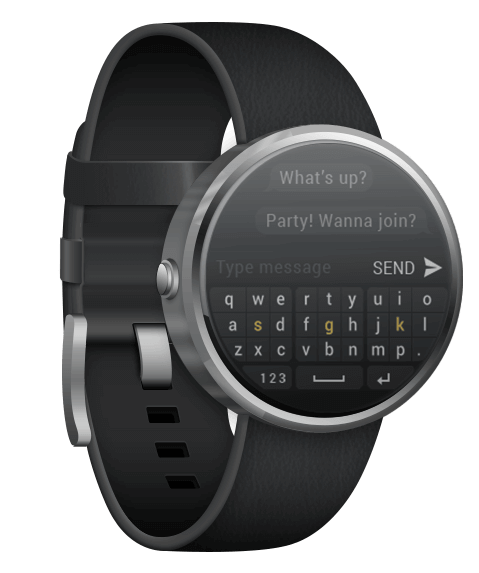 What's up?
Party! Wanna join?
Type message SEND
q w e r t y u i o
a s d f g h j k l
z x c v b n m p .
123